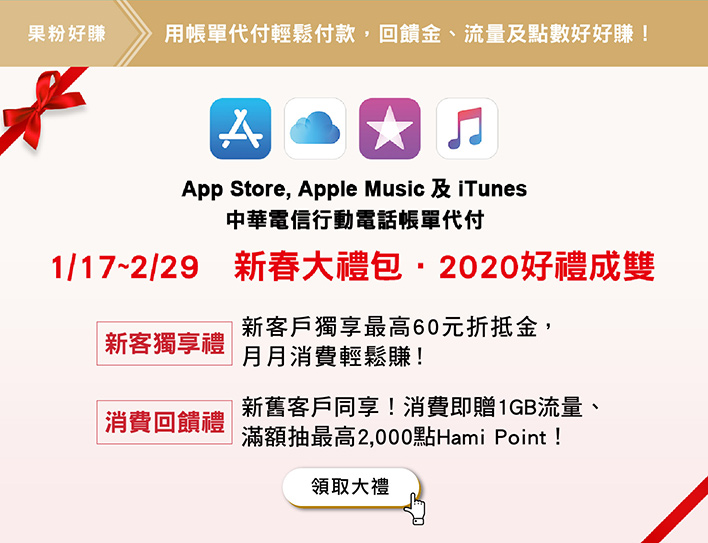 果粉好賺
用帳單代付輕鬆付款，回饋金、流量及點數好好賺！
App Store, Apple Music 及 iTunes
中華電信行動電話帳單代付
1/17~2/29 新春大禮包・2020好禮成雙
新客獨享禮
新客戶獨享最高60元折抵金，
月月消費輕鬆賺！
消費回饋禮
新舊客戶同享！消費即贈1GB流量、
滿額抽最高2,000點Hami Point！
領取大禮